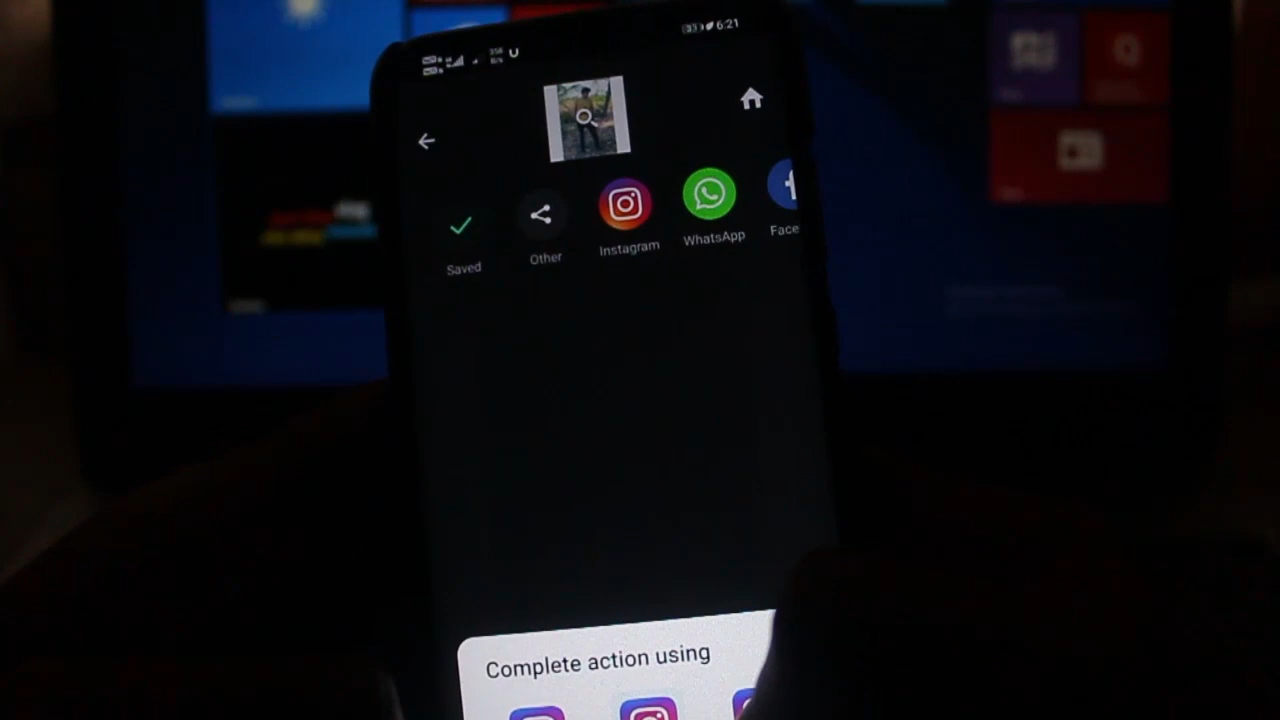 6:21
Saved
Other
Instagram
WhatsApp
Face
Complete action using